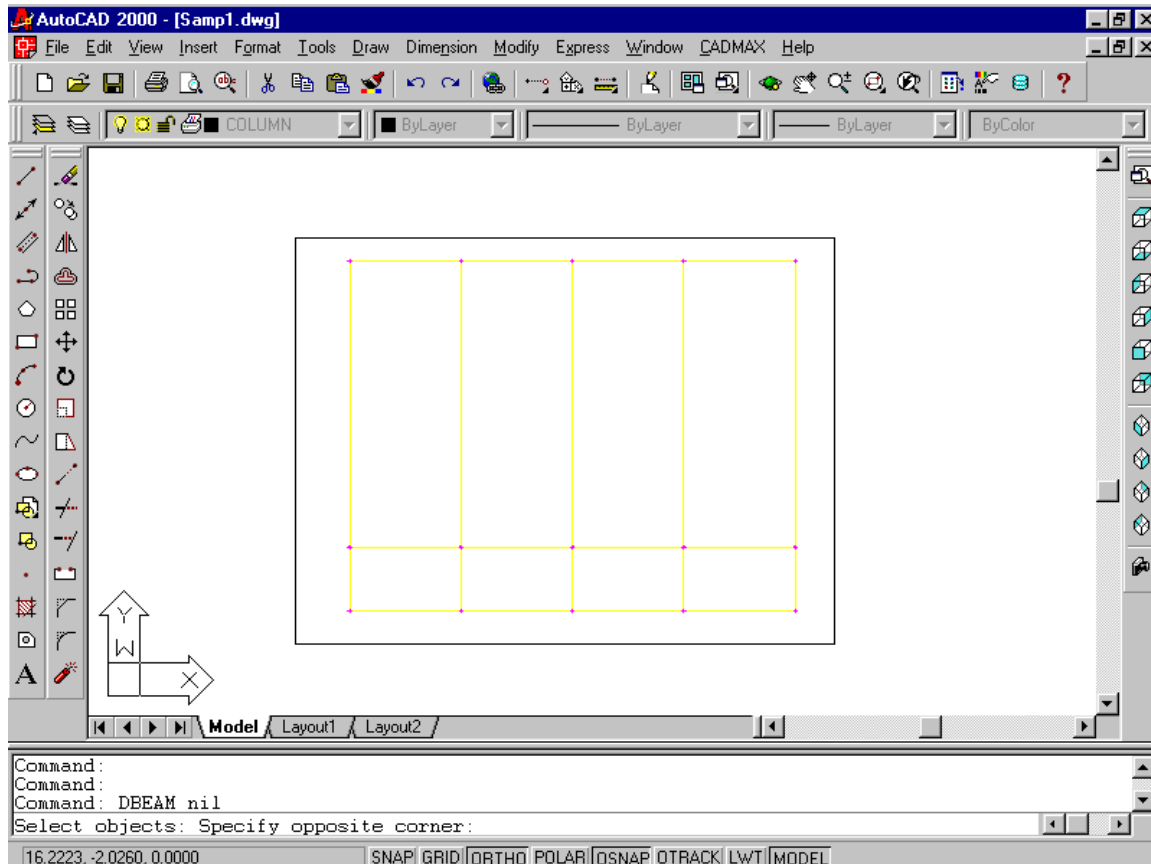 AutoCAD 2000 - [Samp1.dwg]
File Edit View Insert Format Tools Draw Dimension Modify Express Window CADMAX Help
COLUMN ByLayer ByLayer ByLayer ByColor
A
Y
W
X
Model Layout1 Layout2
Command:
Command:
Command: DBEAM nil
Select objects: Specify opposite corner:
16.2223, -2.0260, 0.0000 SNAP GRID ORTHO POLAR OSNAP OTRACK LWT MODEL